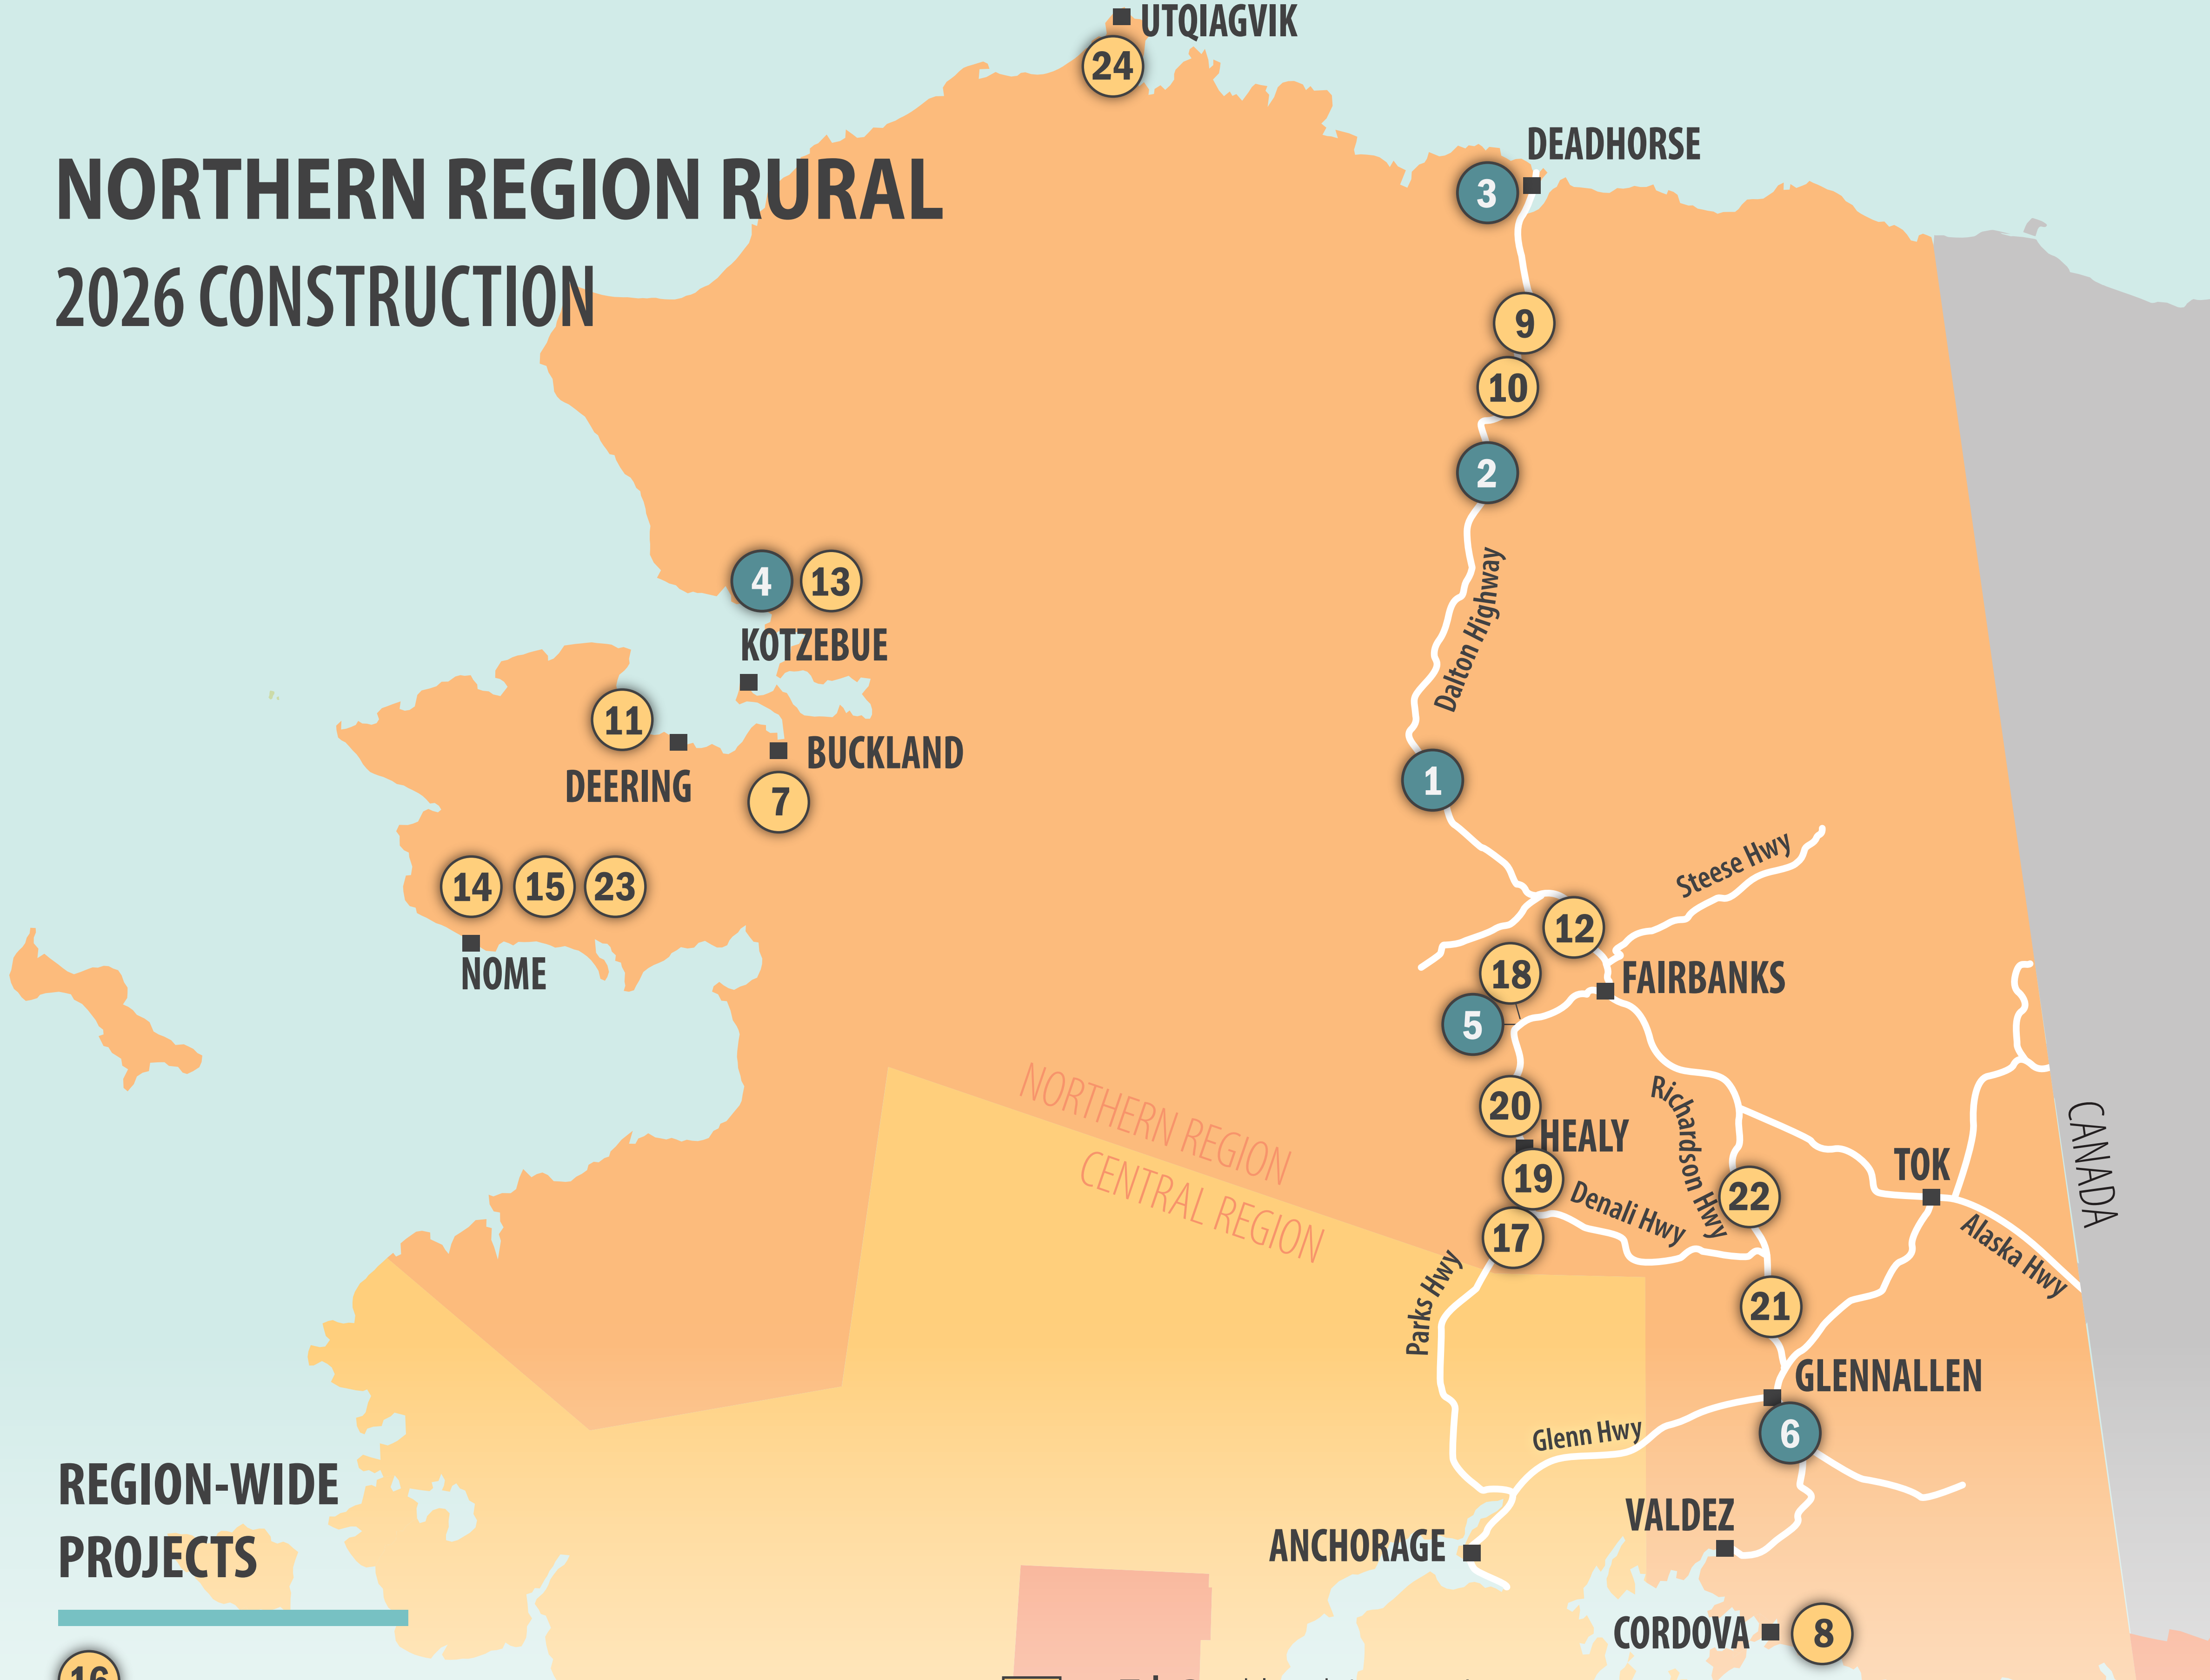 UTQIAGVIK
24
DEADHORSE
3
NORTHERN REGION RURAL
2026 CONSTRUCTION
9
10
2
Dalton Highway
4 13
KOTZEBUE
11
BUCKLAND
DEERING
7
1
14 15 23
NOME
Steese Hwy
12
18
FAIRBANKS
5
NORTHERN REGION
CENTRAL REGION
20
HEALY
Richardson Hwy
CANADA
TOK
19
22
Denali Hwy
17
Alaska Hwy
Parks Hwy
21
GLENNALLEN
6
Glenn Hwy
REGION-WIDE
PROJECTS
VALDEZ
ANCHORAGE
CORDOVA
8
16